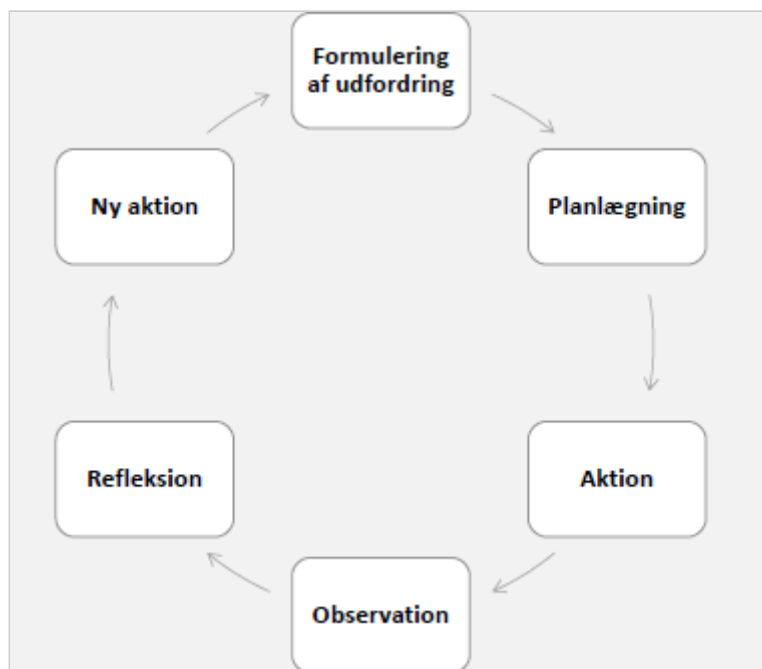 Formulering
af udfordring
Planlægning
Aktion
Observation
Refleksion
Ny aktion